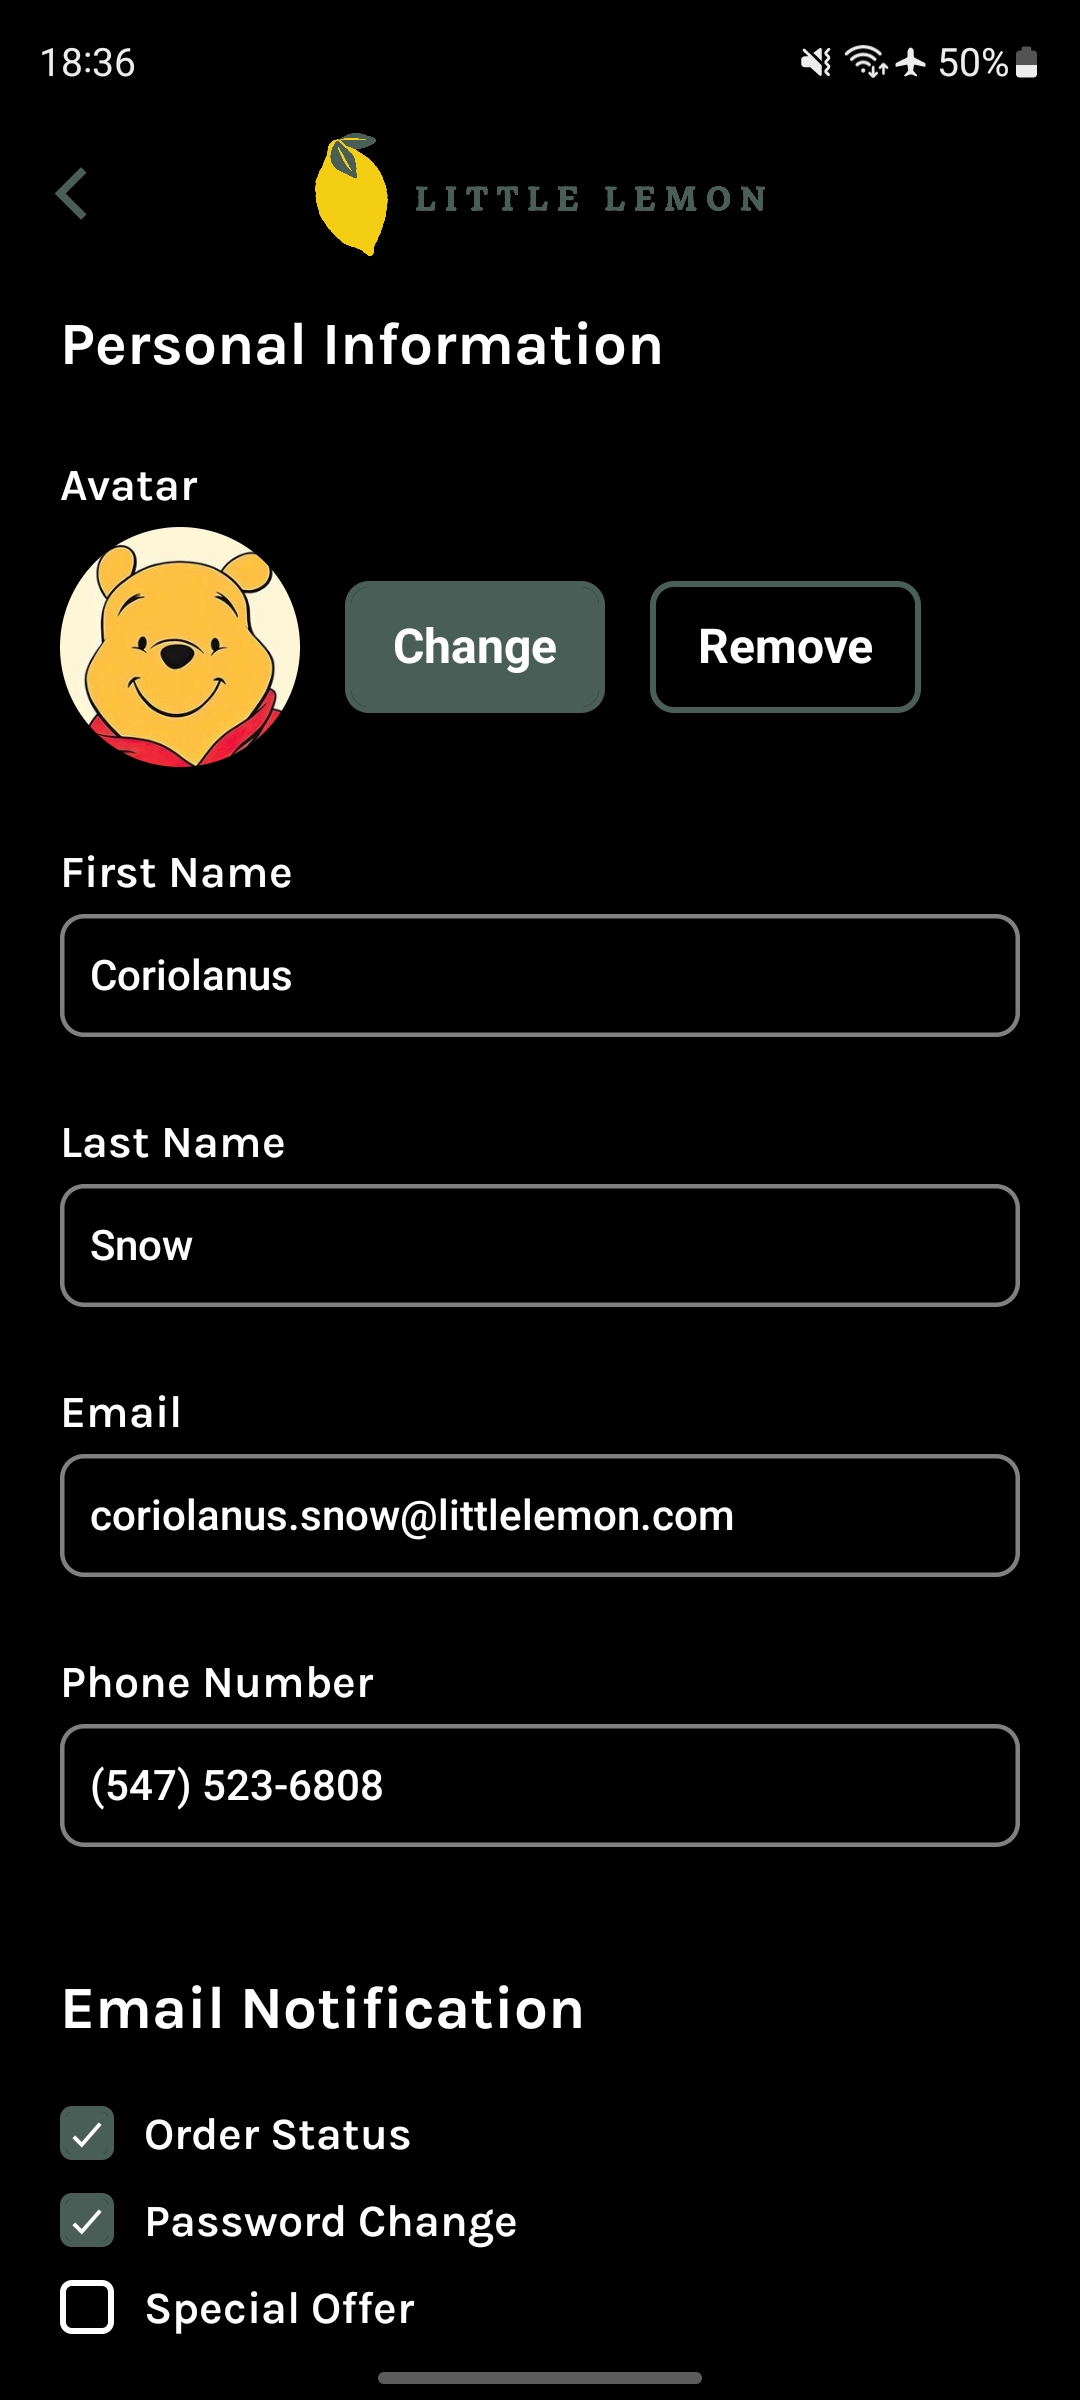 18:36
50%
LITTLE LEMON
Personal Information
Avatar
Change
Remove
First Name
Coriolanus
Last Name
Snow
Email
coriolanus.snow@littlelemon.com
Phone Number
(547) 523-6808
Email Notification
Order Status
Password Change
Special Offer